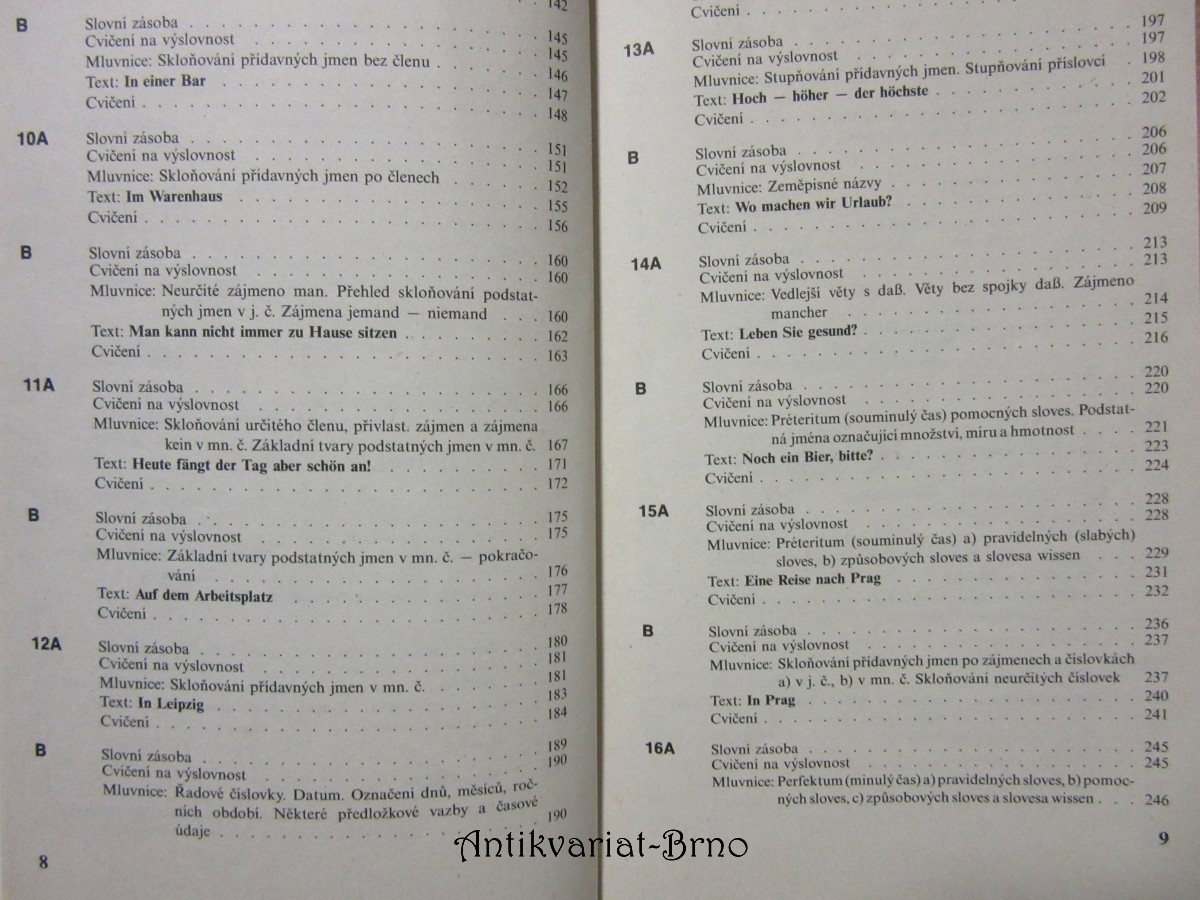 142
B Slovní zásoba . . . 145
Cvičení na výslovnost . . . 145
Mluvnice: Skloňování přídavných jmen bez členu . . . 146
Text: In einer Bar . . . 147
Cvičení . . . 148
10A Slovní zásoba . . . 151
Cvičení na výslovnost . . . 151
Mluvnice: Skloňování přídavných jmen po členech . . . 152
Text: Im Warenhaus . . . 155
Cvičení . . . 156
B Slovní zásoba . . . 160
Cvičení na výslovnost . . . 160
Mluvnice: Neurčité zájmeno man. Přehled skloňování podstat-
ných jmen v j. č. Zájmena jemand — niemand . . . 160
Text: Man kann nicht immer zu Hause sitzen . . . 162
Cvičení . . . 163
11A Slovní zásoba . . . 166
Cvičení na výslovnost . . . 166
Mluvnice: Skloňování určitého členu, přivlast. zájmen a zájmena
kein v mn. č. Základní tvary podstatných jmen v mn. č. 167
Text: Heute fängt der Tag aber schön an! . . . 171
Cvičení . . . 172
B Slovní zásoba . . . 175
Cvičení na výslovnost . . . 175
Mluvnice: Základní tvary podstatných jmen v mn. č. — pokračo-
vání . . . 176
Text: Auf dem Arbeitsplatz . . . 177
Cvičení . . . 178
12A Slovní zásoba . . . 180
Cvičení na výslovnost . . . 181
Mluvnice: Skloňování přídavných jmen v mn. č. . . . 181
Text: In Leipzig . . . 183
Cvičení . . . 184
B Slovní zásoba . . . 189
Cvičení na výslovnost . . . 190
Mluvnice: Řadové číslovky. Datum. Označení dnů, měsíců, roč-
ních období. Některé předložkové vazby a časové
údaje . . . 190
8
Cvičení . . .
13A Slovní zásoba . . . 197
Cvičení na výslovnost . . . 197
Mluvnice: Stupňování přídavných jmen. Stupňování příslovcí . 198
Text: Hoch — höher — der höchste . . . 201
Cvičení . . . 202
B Slovní zásoba . . . 206
Cvičení na výslovnost . . . 206
Mluvnice: Zeměpisné názvy . . . 207
Text: Wo machen wir Urlaub? . . . 208
Cvičení . . . 209
14A Slovní zásoba . . . 213
Cvičení na výslovnost . . . 213
Mluvnice: Vedlejší věty s daß. Věty bez spojky daß. Zájmeno
mancher . . . 214
Text: Leben Sie gesund? . . . 215
Cvičení . . . 216
B Slovní zásoba . . . 220
Cvičení na výslovnost . . . 220
Mluvnice: Préteritum (souminulý čas) pomocných sloves. Podstat-
ná jména označující množství, míru a hmotnost . . . 221
Text: Noch ein Bier, bitte? . . . 223
Cvičení . . . 224
15A Slovní zásoba . . . 228
Cvičení na výslovnost . . . 228
Mluvnice: Préteritum (souminulý čas) a) pravidelných (slabých)
sloves, b) způsobových sloves a slovesa wissen . . . 229
Text: Eine Reise nach Prag . . . 231
Cvičení . . . 232
B Slovní zásoba . . . 236
Cvičení na výslovnost . . . 237
Mluvnice: Skloňování přídavných jmen po zájmenech a číslovkách
a) v j. č., b) v mn. č. Skloňování neurčitých číslovek 237
Text: In Prag . . . 240
Cvičení . . . 241
16A Slovní zásoba . . . 245
Cvičení na výslovnost . . . 245
Mluvnice: Perfektum (minulý čas) a) pravidelných sloves, b) pomoc-
ných sloves, c) způsobových sloves a slovesa wissen . . . 246
9
Antikvariat-Brno